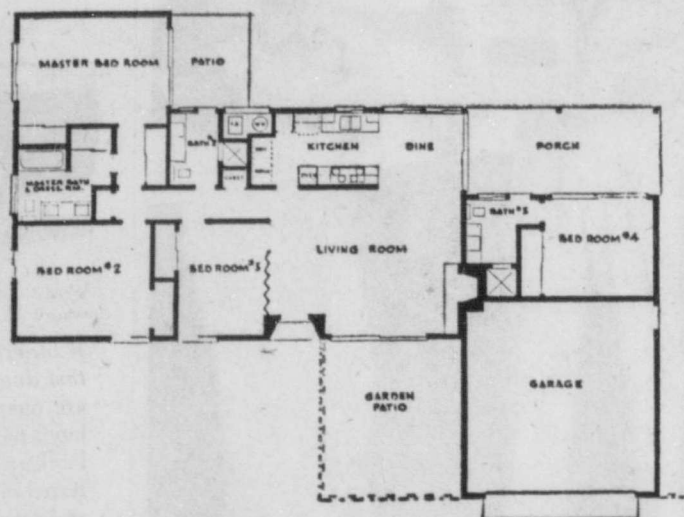 MASTER BED ROOM
PATIO
KITCHEN
DINE
PORCH
BATH #2
MASTER BATH
BATH #3
BED ROOM #4
BED ROOM #2
BED ROOM #3
LIVING ROOM
GARDEN
PATIO
GARAGE